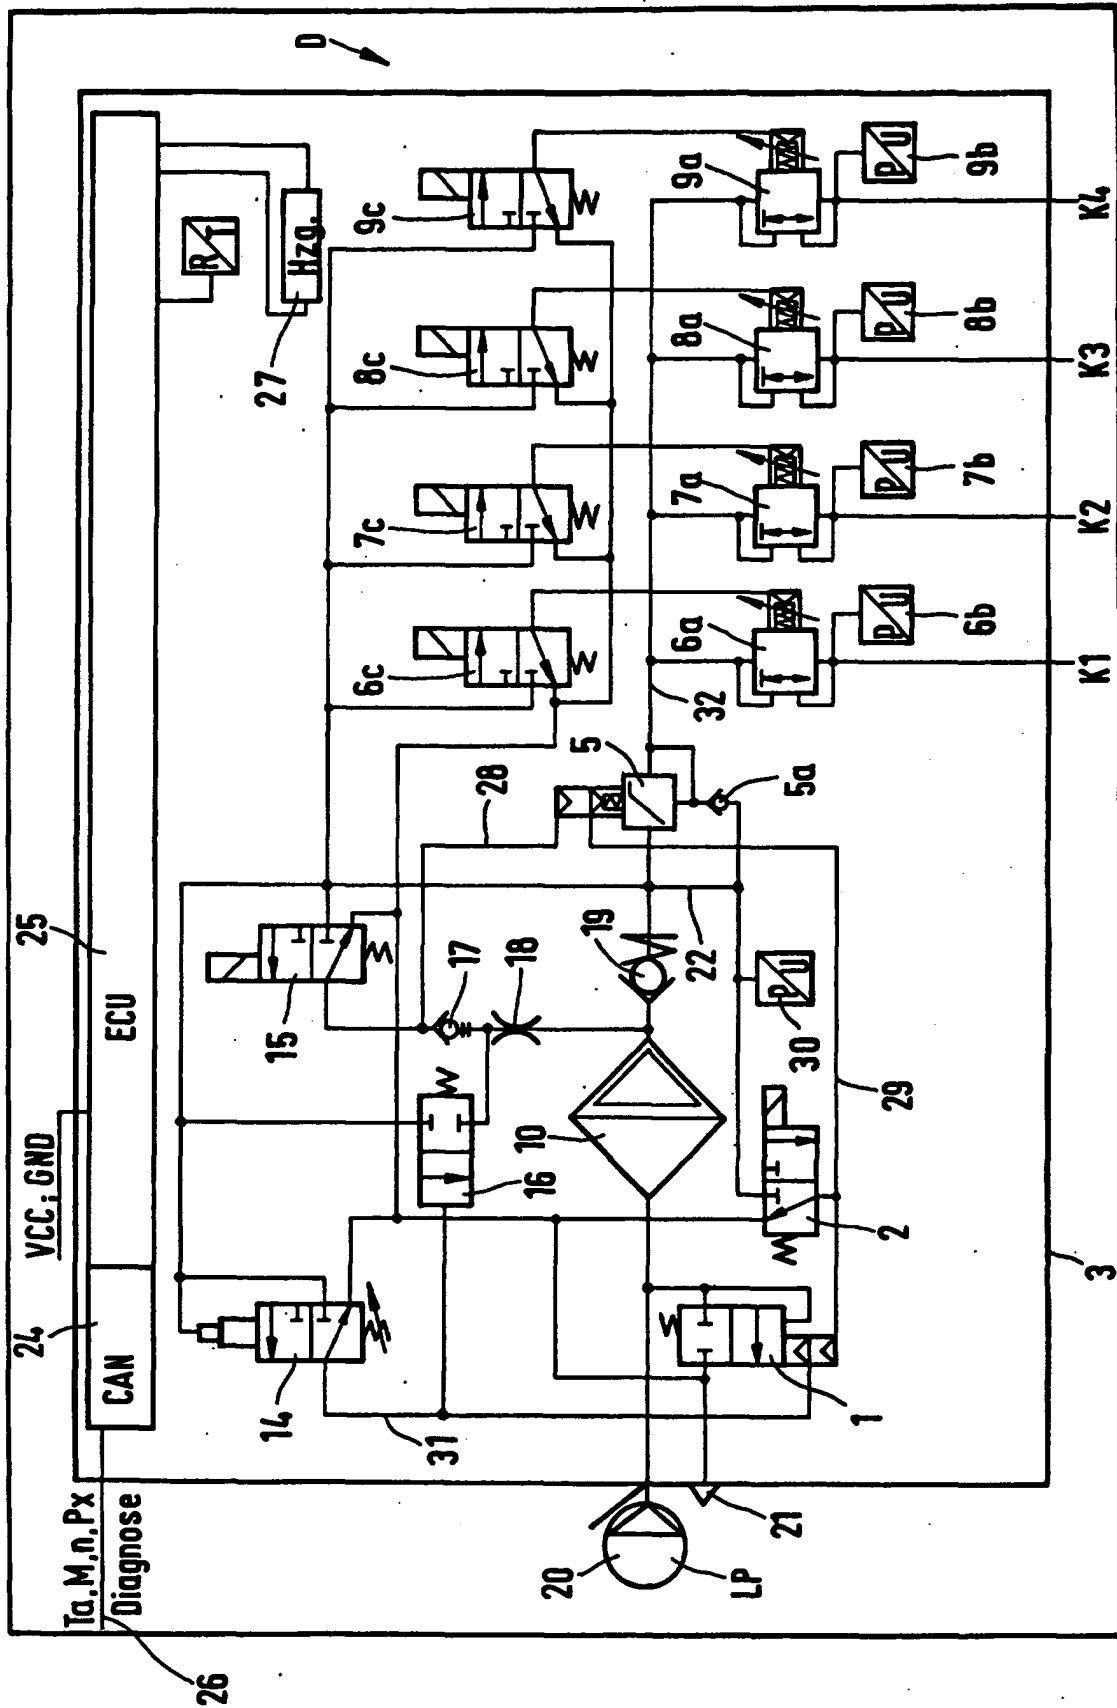 Ta, M, n, Px
Diagnose
26
CAN
24
VCC; GND
ECU
25
D
R
T
Hzg.
27
14
31
15
16
17
18
28
6c
7c
8c
9c
20
LP
21
1
10
19
22
2
30
P
U
29
5
5a
32
6a
7a
8a
9a
P
U
6b
P
U
7b
P
U
8b
P
U
9b
K1
K2
K3
K4
3